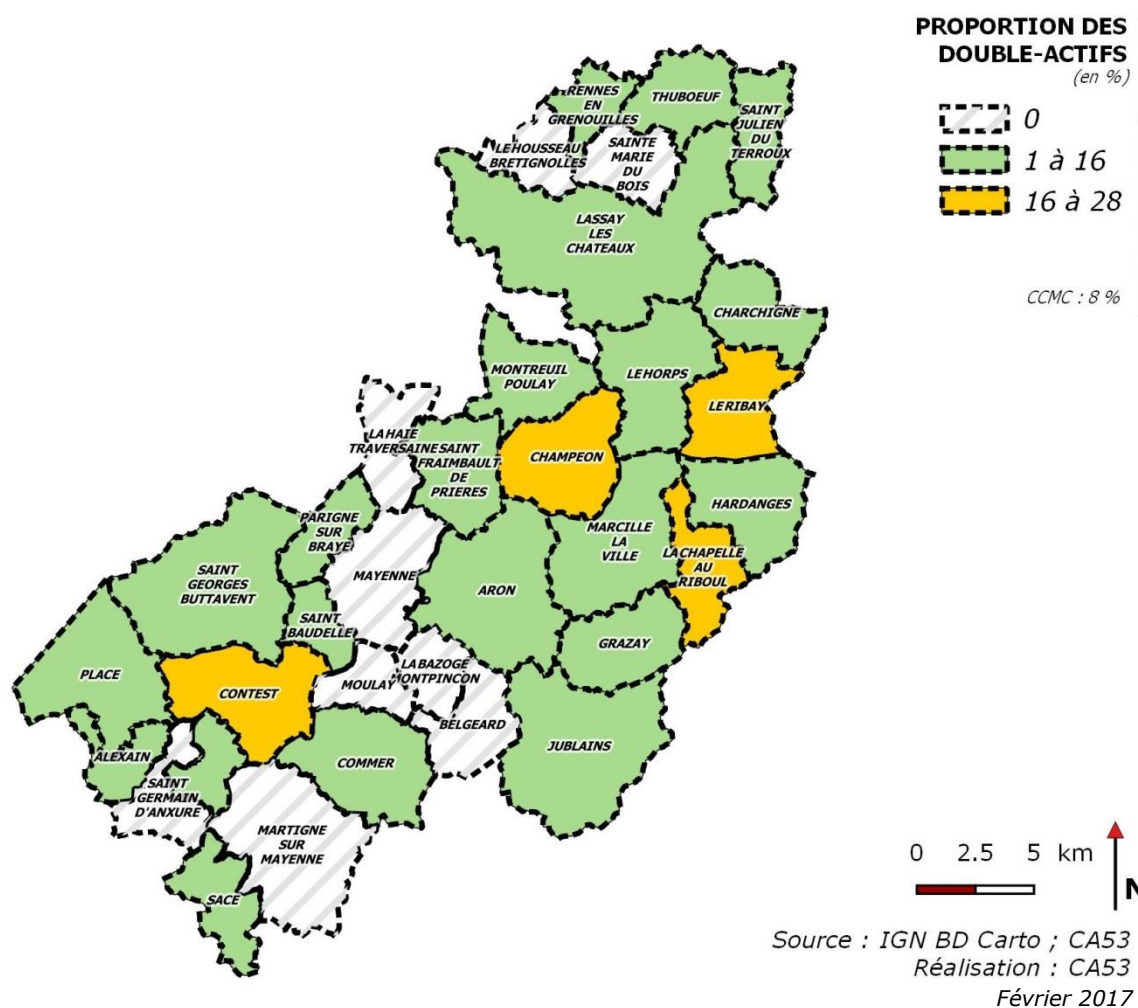 PROPORTION DES
DOUBLE-ACTIFS
(en %)
0
1 à 16
16 à 28
CCMC : 8 %
RENNES
EN
GRENOUILLES
THUBOEUF
SAINT
JULIEN
DU
TERROUX
LE HOUSSEAU
BRETIGNOLLES
SAINTE
MARIE
DU
BOIS
LASSAY
LES
CHATEAUX
CHARCHIGNE
MONTREUIL
POULAY
LE HORPS
LE RIBAY
LA HAIE
TRAVERSAINE
SAINT
FRAIMBAULT
DE
PRIERES
CHAMPEON
HARDANGES
PARIGNE
SUR
BRAYE
MARCILLE
LA
VILLE
LA CHAPELLE
AU
RIBOUL
SAINT
GEORGES
BUTTAVENT
MAYENNE
ARON
SAINT
BAUDELLE
GRAZAY
PLACE
CONTEST
MOULAY
LA BAZOGE
MONTPINCON
BELGEARD
JUBLAINS
ALEXAIN
COMMER
SAINT
GERMAIN
D'ANXURE
MARTIGNE
SUR
MAYENNE
SACE
0 2.5 5 km
N
Source : IGN BD Carto ; CA53
Réalisation : CA53
Février 2017